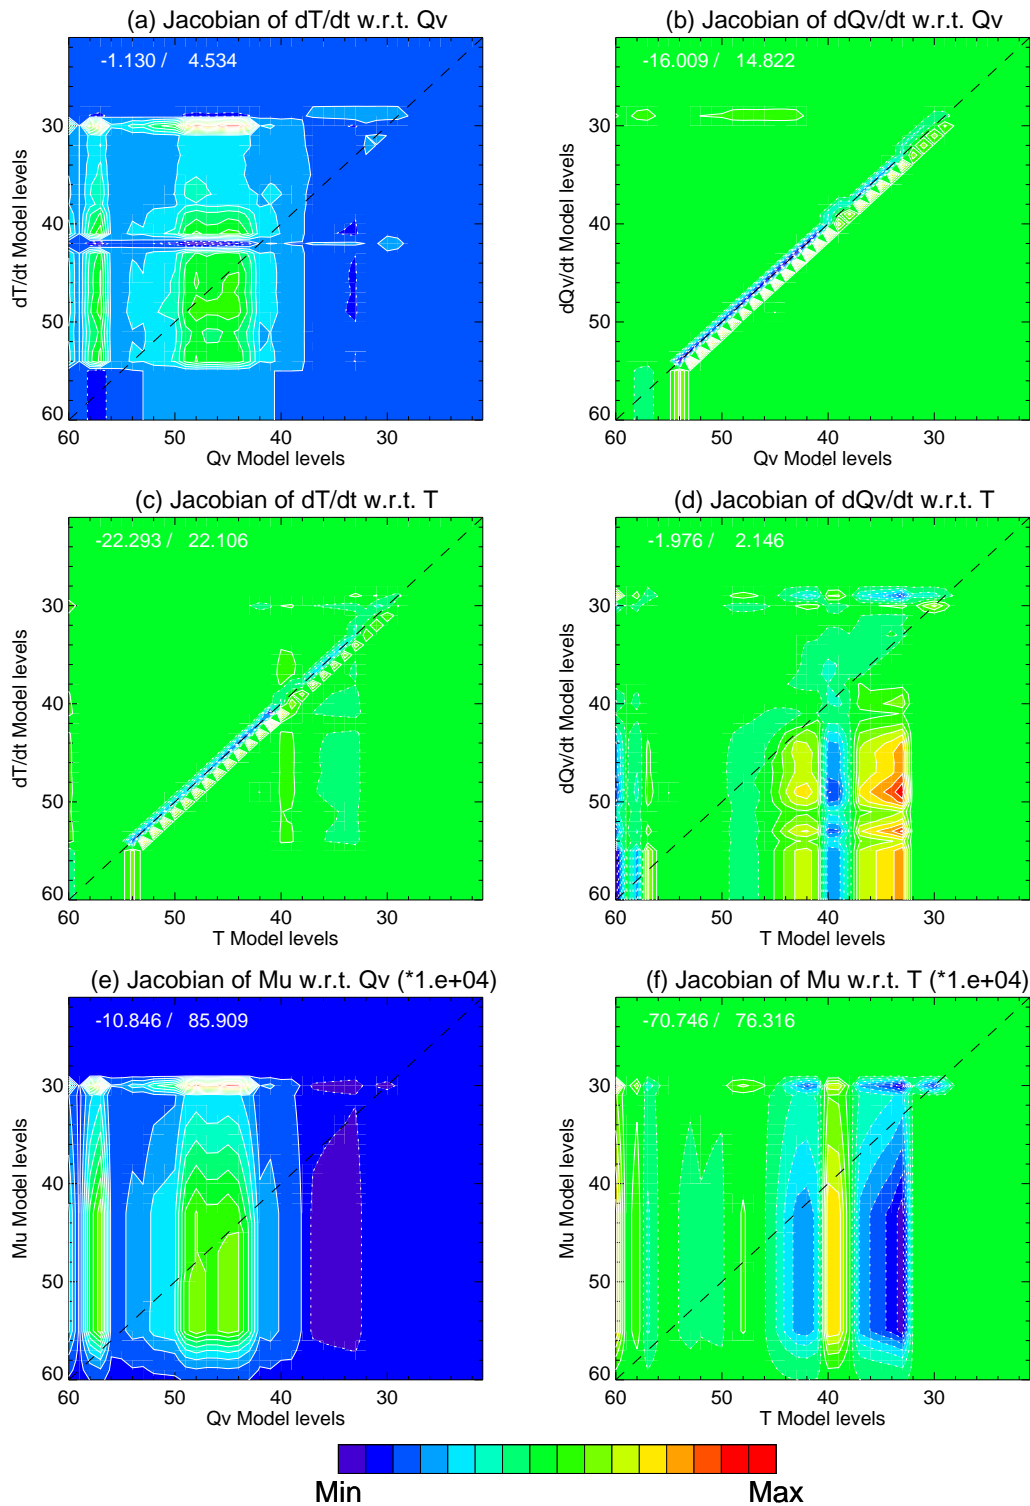 (a) Jacobian of dT/dt w.r.t. Qv
-1.130 / 4.534
dT/dt Model levels
30
40
50
60
60 50 40 30
Qv Model levels
(b) Jacobian of dQv/dt w.r.t. Qv
-16.009 / 14.822
dQv/dt Model levels
30
40
50
60
60 50 40 30
Qv Model levels
(c) Jacobian of dT/dt w.r.t. T
-22.293 / 22.106
dT/dt Model levels
30
40
50
60
60 50 40 30
T Model levels
(d) Jacobian of dQv/dt w.r.t. T
-1.976 / 2.146
dQv/dt Model levels
30
40
50
60
60 50 40 30
T Model levels
(e) Jacobian of Mu w.r.t. Qv (*1.e+04)
-10.846 / 85.909
Mu Model levels
30
40
50
60
60 50 40 30
Qv Model levels
(f) Jacobian of Mu w.r.t. T (*1.e+04)
-70.746 / 76.316
Mu Model levels
30
40
50
60
60 50 40 30
T Model levels
Min Max